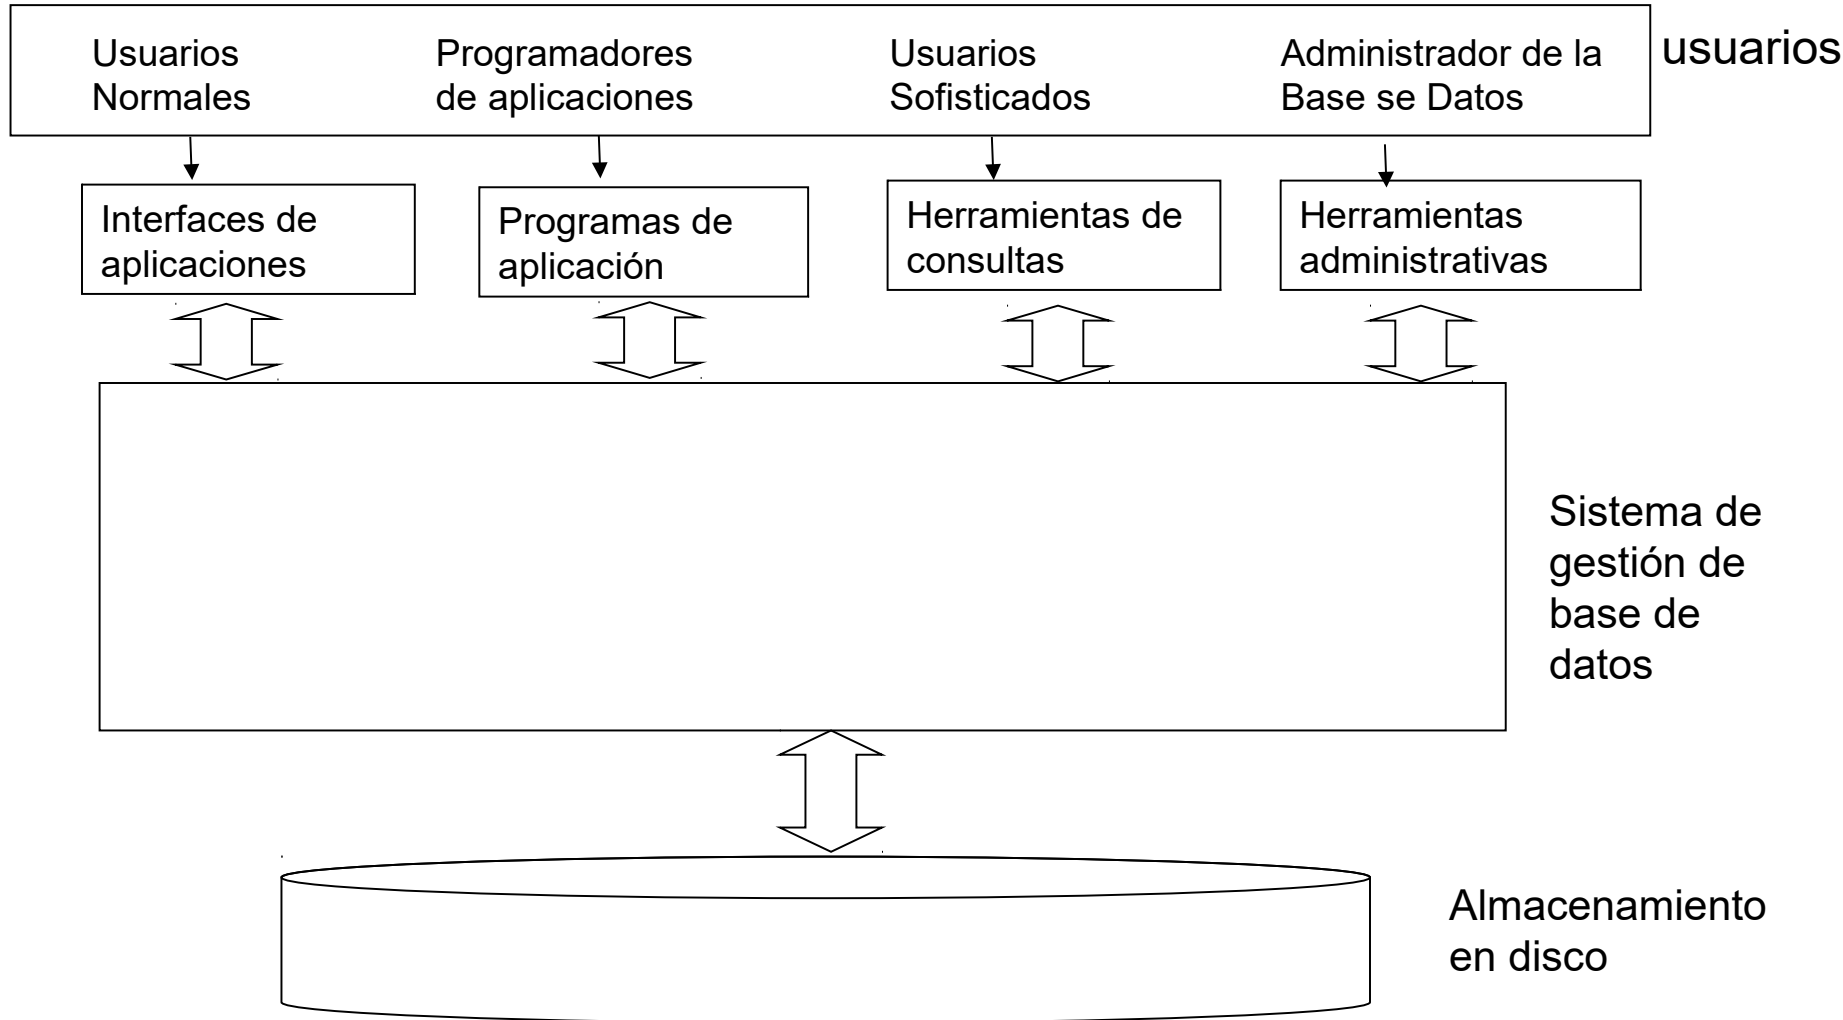 Usuarios
Normales
Programadores
de aplicaciones
Usuarios
Sofisticados
Administrador de la
Base se Datos
usuarios
Interfaces de
aplicaciones
Programas de
aplicación
Herramientas de
consultas
Herramientas
administrativas
Sistema de
gestión de
base de
datos
Almacenamiento
en disco